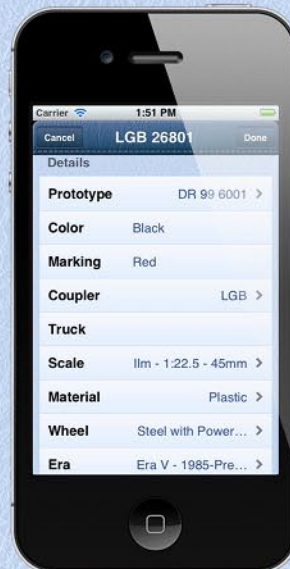 Carrier 1:51 PM
Cancel LGB 26801 Done
Details
Prototype DR 99 6001
Color Black
Marking Red
Coupler LGB
Truck
Scale IIm - 1:22.5 - 45mm
Material Plastic
Wheel Steel with Power...
Era Era V - 1985-Pre...